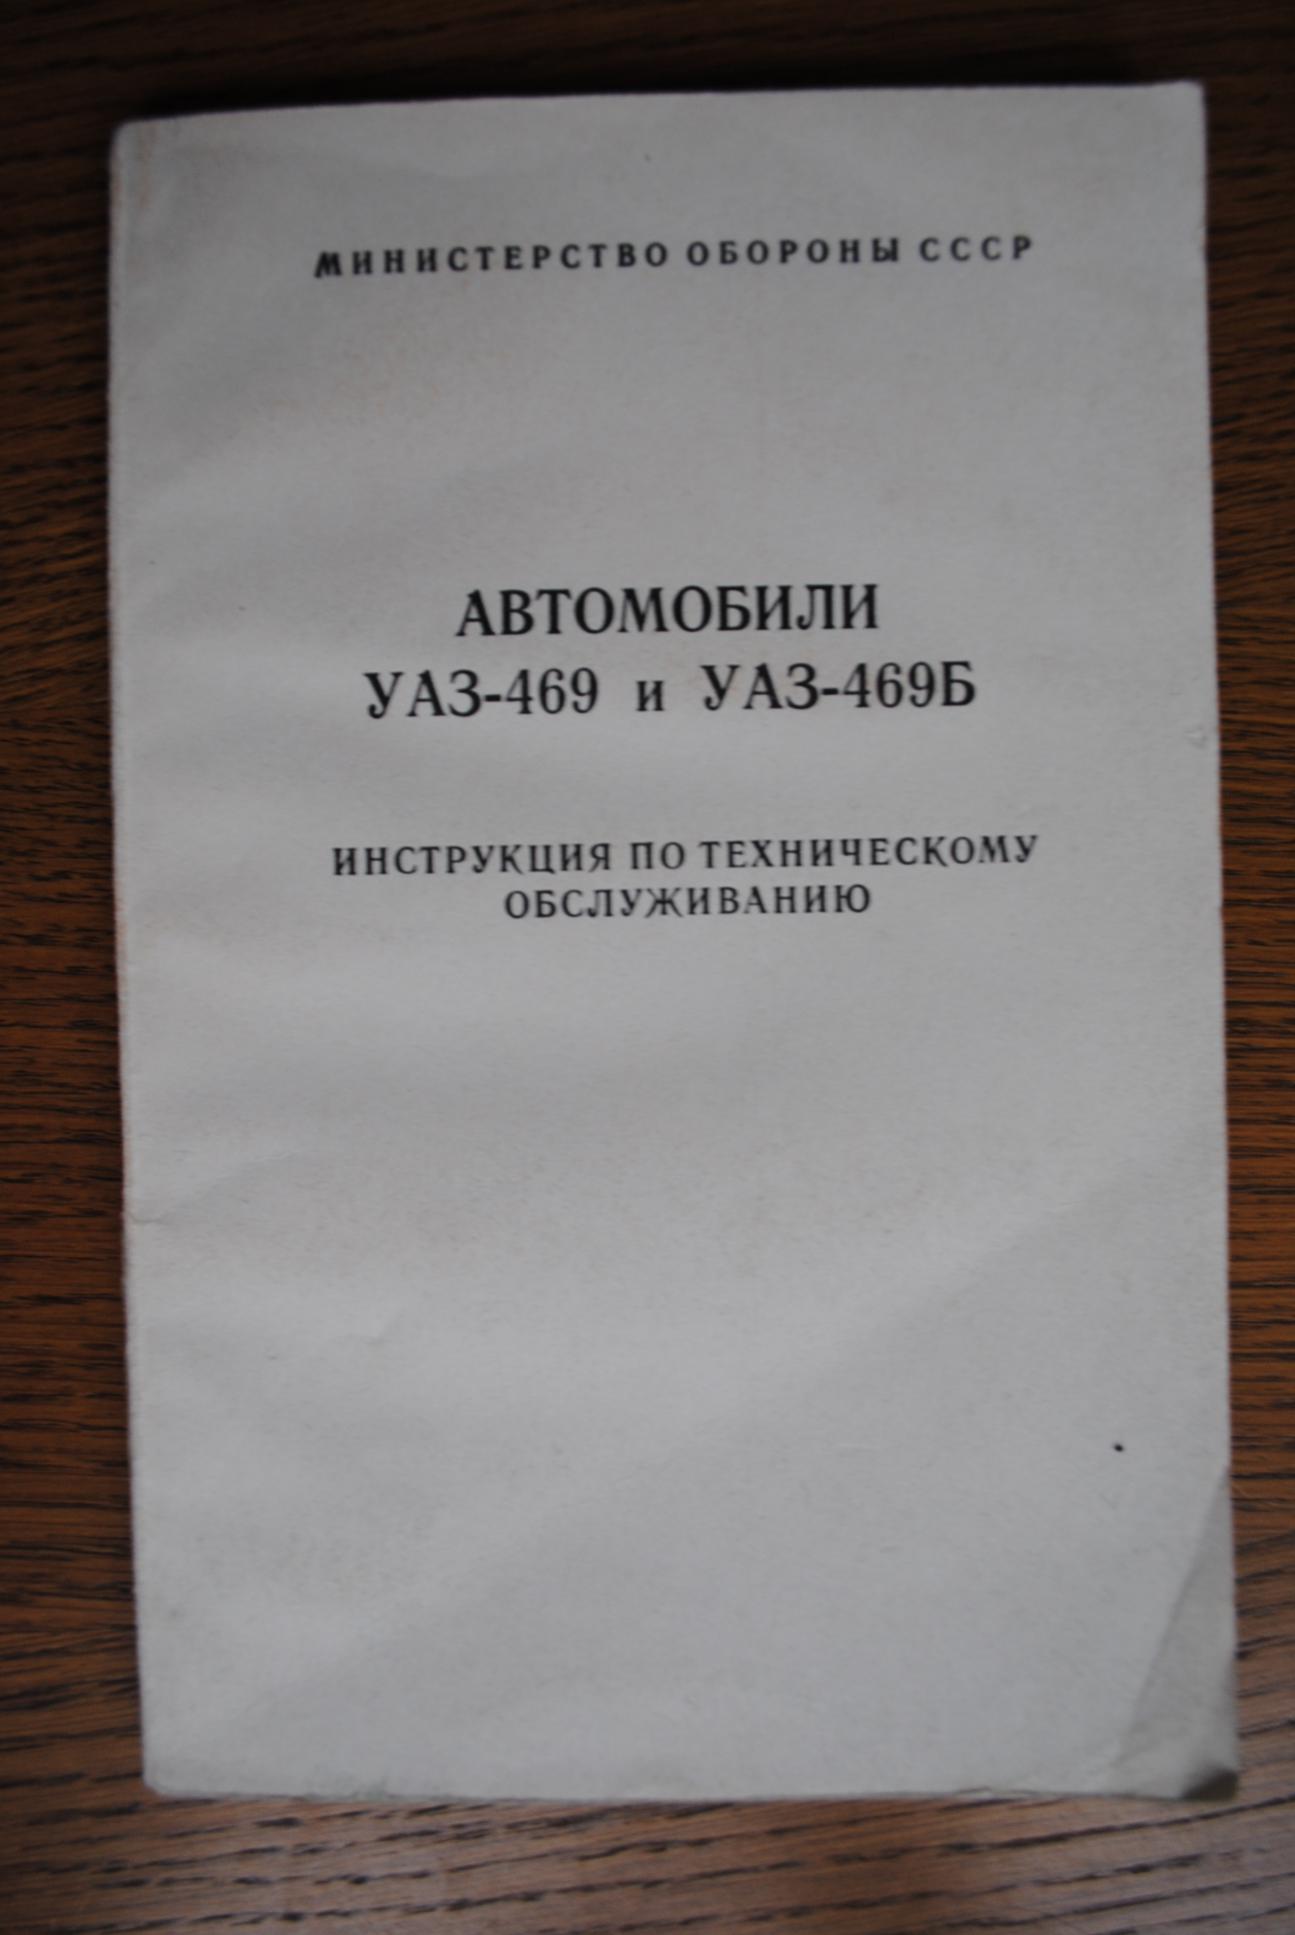 МИНИСТЕРСТВО ОБОРОНЫ СССР
АВТОМОБИЛИ
УАЗ-469 и УАЗ-469Б
ИНСТРУКЦИЯ ПО ТЕХНИЧЕСКОМУ
ОБСЛУЖИВАНИЮ